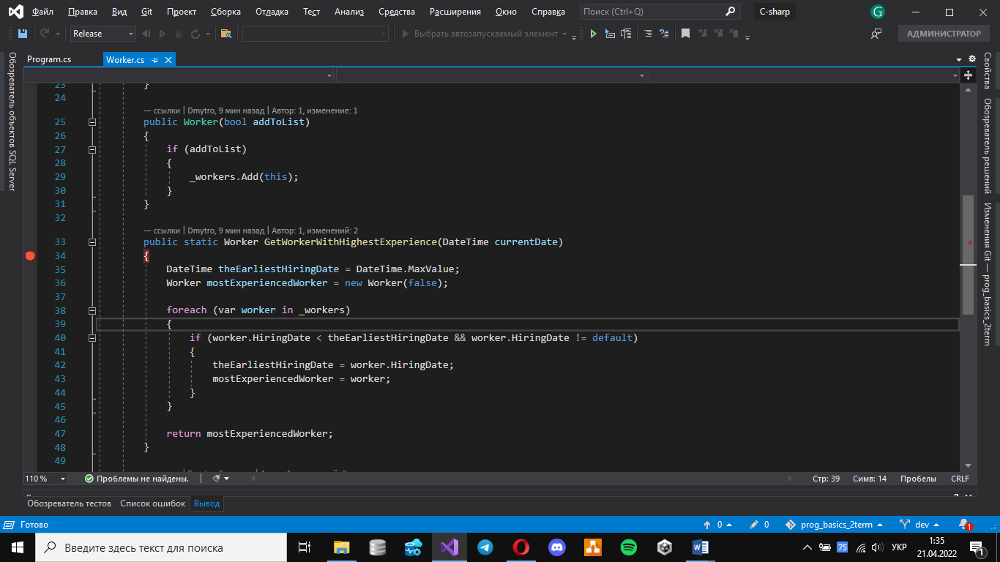 Файл Правка Вид Git Проект Сборка Отладка Тест Анализ Средства Расширения Окно Справка Поиск (Ctrl+Q) C-sharp G
Release Выбрать автозапускаемый элемент АДМИНИСТРАТОР
Обозреватель объектов SQL Server
Program.cs Worker.cs
Свойства
Обозреватель решений
Изменения Git — prog_basics_2term
23 }
24
— ссылки | Dmytro, 9 мин назад | Автор: 1, изменение: 1
25 public Worker(bool addToList)
26 {
27 if (addToList)
28 {
29 _workers.Add(this);
30 }
31 }
32
— ссылки | Dmytro, 9 мин назад | Автор: 1, изменений: 2
33 public static Worker GetWorkerWithHighestExperience(DateTime currentDate)
34 {
35 DateTime theEarliestHiringDate = DateTime.MaxValue;
36 Worker mostExperiencedWorker = new Worker(false);
37
38 foreach (var worker in _workers)
39 {
40 if (worker.HiringDate < theEarliestHiringDate && worker.HiringDate != default)
41 {
42 theEarliestHiringDate = worker.HiringDate;
43 mostExperiencedWorker = worker;
44 }
45 }
46
47 return mostExperiencedWorker;
48 }
49
110 % Проблемы не найдены. Стр: 39 Симв: 14 Пробелы CRLF
Обозреватель тестов Список ошибок Вывод
Готово 0 0 prog_basics_2term dev 1
Введите здесь текст для поиска W 75 УКР 1:35
21.04.2022 1